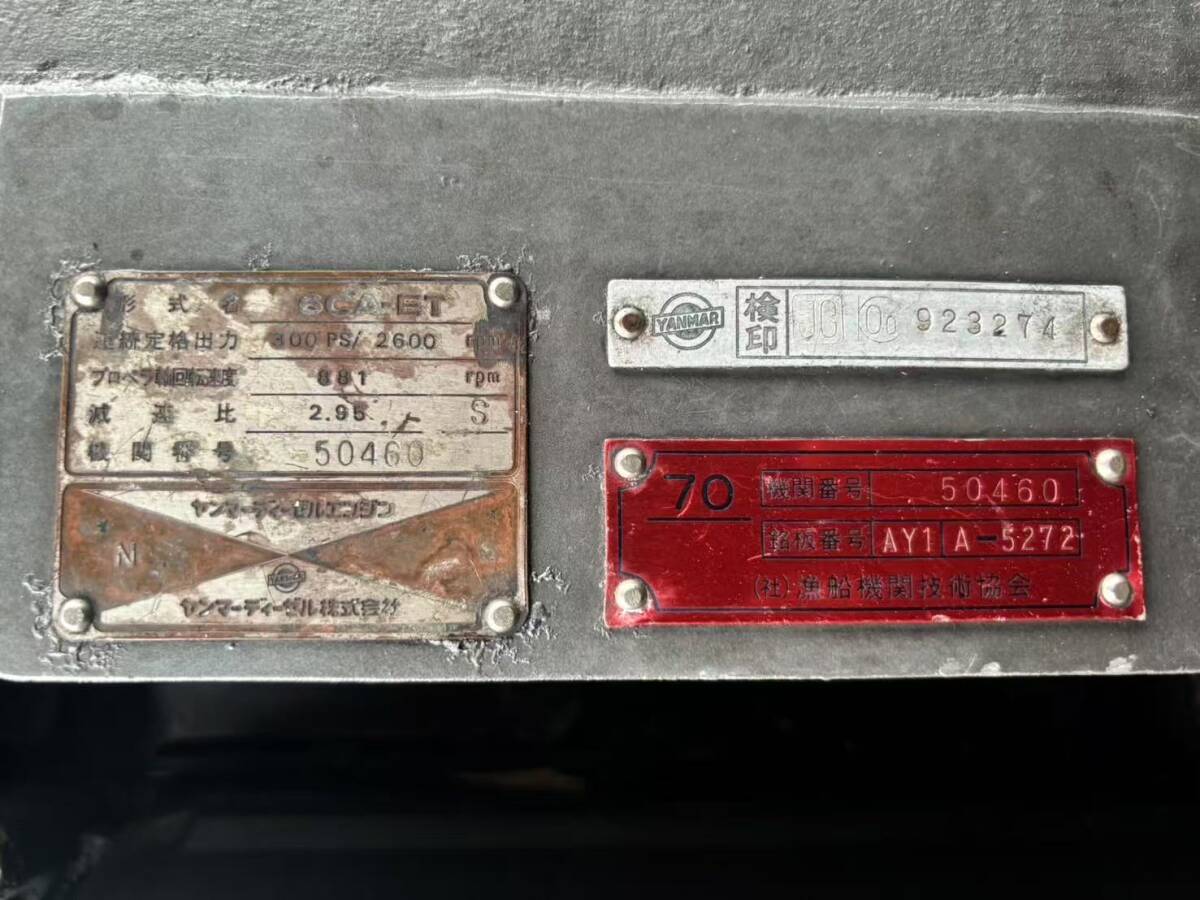 形式名 6CA-ET
連続定格出力 300 PS/ 2600 rpm
プロペラ軸回転速度 881 rpm
減速比 2.95 S
機関番号 50460
ヤンマーディーゼルエンジン
N
YANMAR
ヤンマーディーゼル株式会社
YANMAR 検印 JG 923274
70 機関番号 50460
銘板番号 AY1 A-5272
(社)漁船機関技術協会